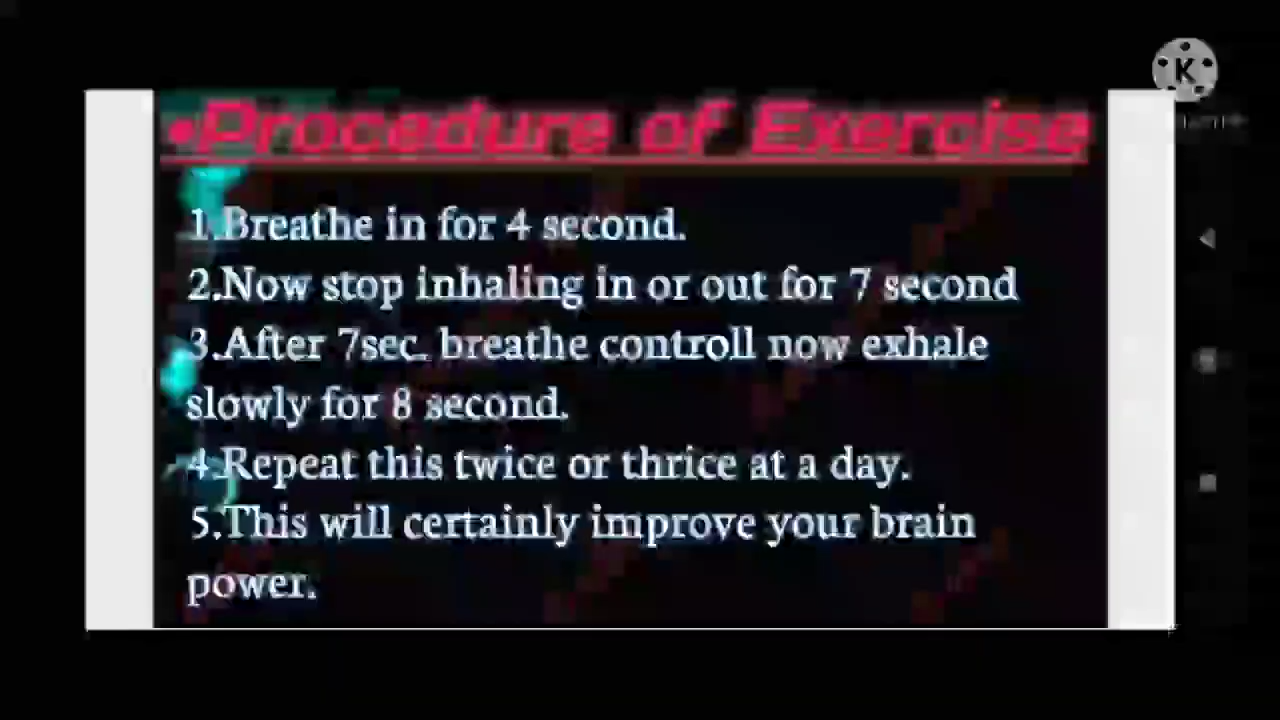 •Procedure of Exercise
1.Breathe in for 4 second.
2.Now stop inhaling in or out for 7 second
3.After 7sec. breathe controll now exhale
slowly for 8 second.
4.Repeat this twice or thrice at a day.
5.This will certainly improve your brain
power.
K